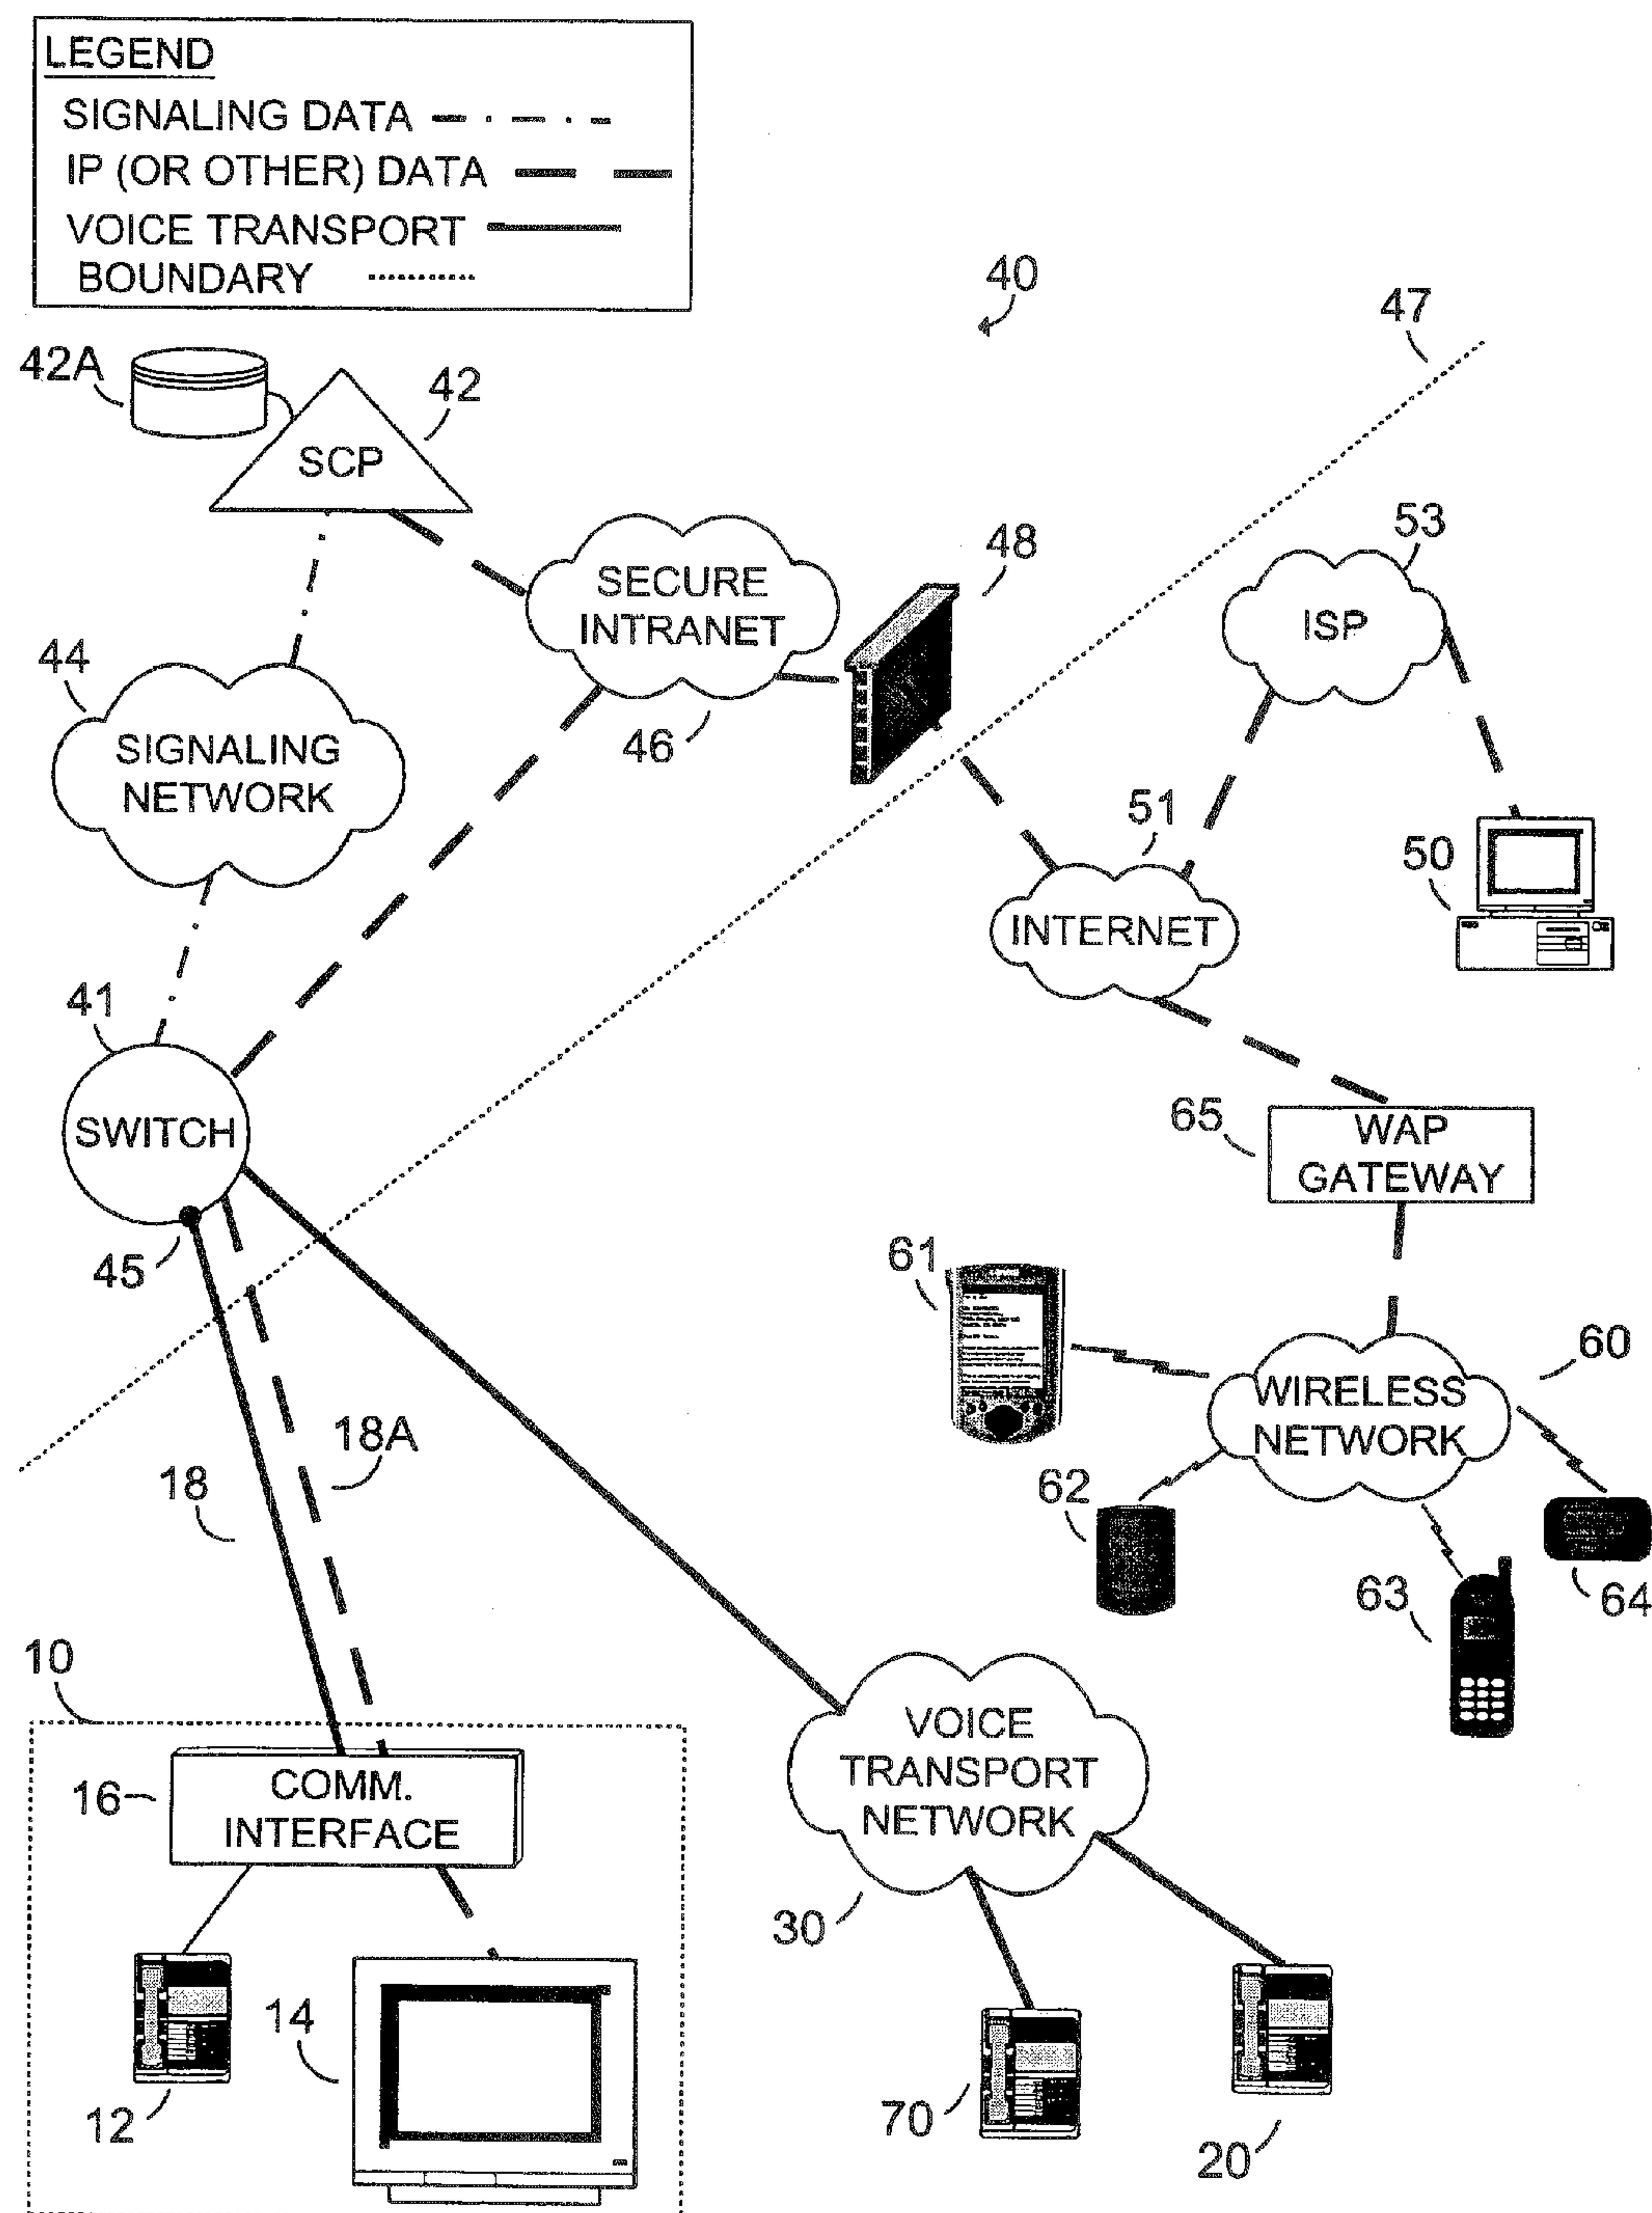 LEGEND
SIGNALING DATA
IP (OR OTHER) DATA
VOICE TRANSPORT
BOUNDARY
40
47
42A
42
SCP
53
48
SECURE
INTRANET
ISP
44
46
SIGNALING
NETWORK
51
50
INTERNET
41
65
WAP
GATEWAY
SWITCH
45
61
60
WIRELESS
NETWORK
18A
18
62
63
64
10
VOICE
TRANSPORT
NETWORK
16
COMM.
INTERFACE
30
14
12
70
20